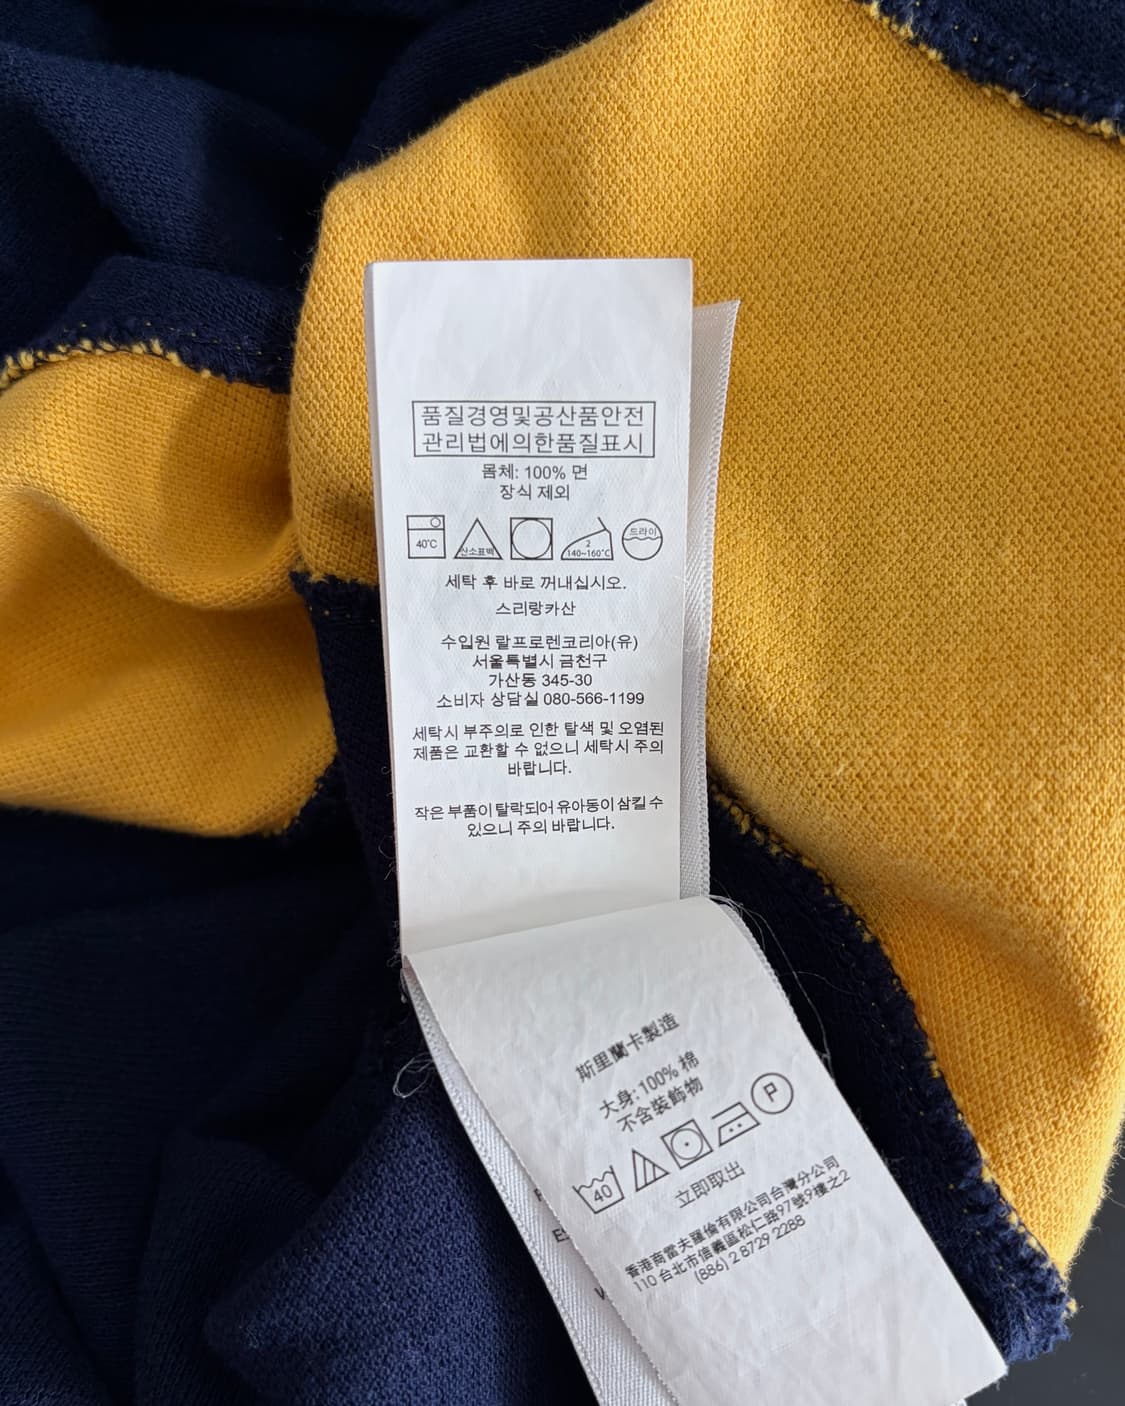 품질경영및공산품안전
관리법에의한품질표시
몸체: 100% 면
장식 제외
40℃
산소표백
2
140~160℃
드라이
세탁 후 바로 꺼내십시오.
스리랑카산
수입원 랄프로렌코리아(유)
서울특별시 금천구
가산동 345-30
소비자 상담실 080-566-1199
세탁시 부주의로 인한 탈색 및 오염된
제품은 교환할 수 없으니 세탁시 주의
바랍니다.
작은 부품이 탈락되어 유아동이 삼킬 수
있으니 주의 바랍니다.
斯里蘭卡製造
大身: 100% 棉
不含裝飾物
40
P
立即取出
香港商雷夫羅倫有限公司台灣分公司
110 台北市信義區松仁路97號9樓之2
(886) 2 8729 2288